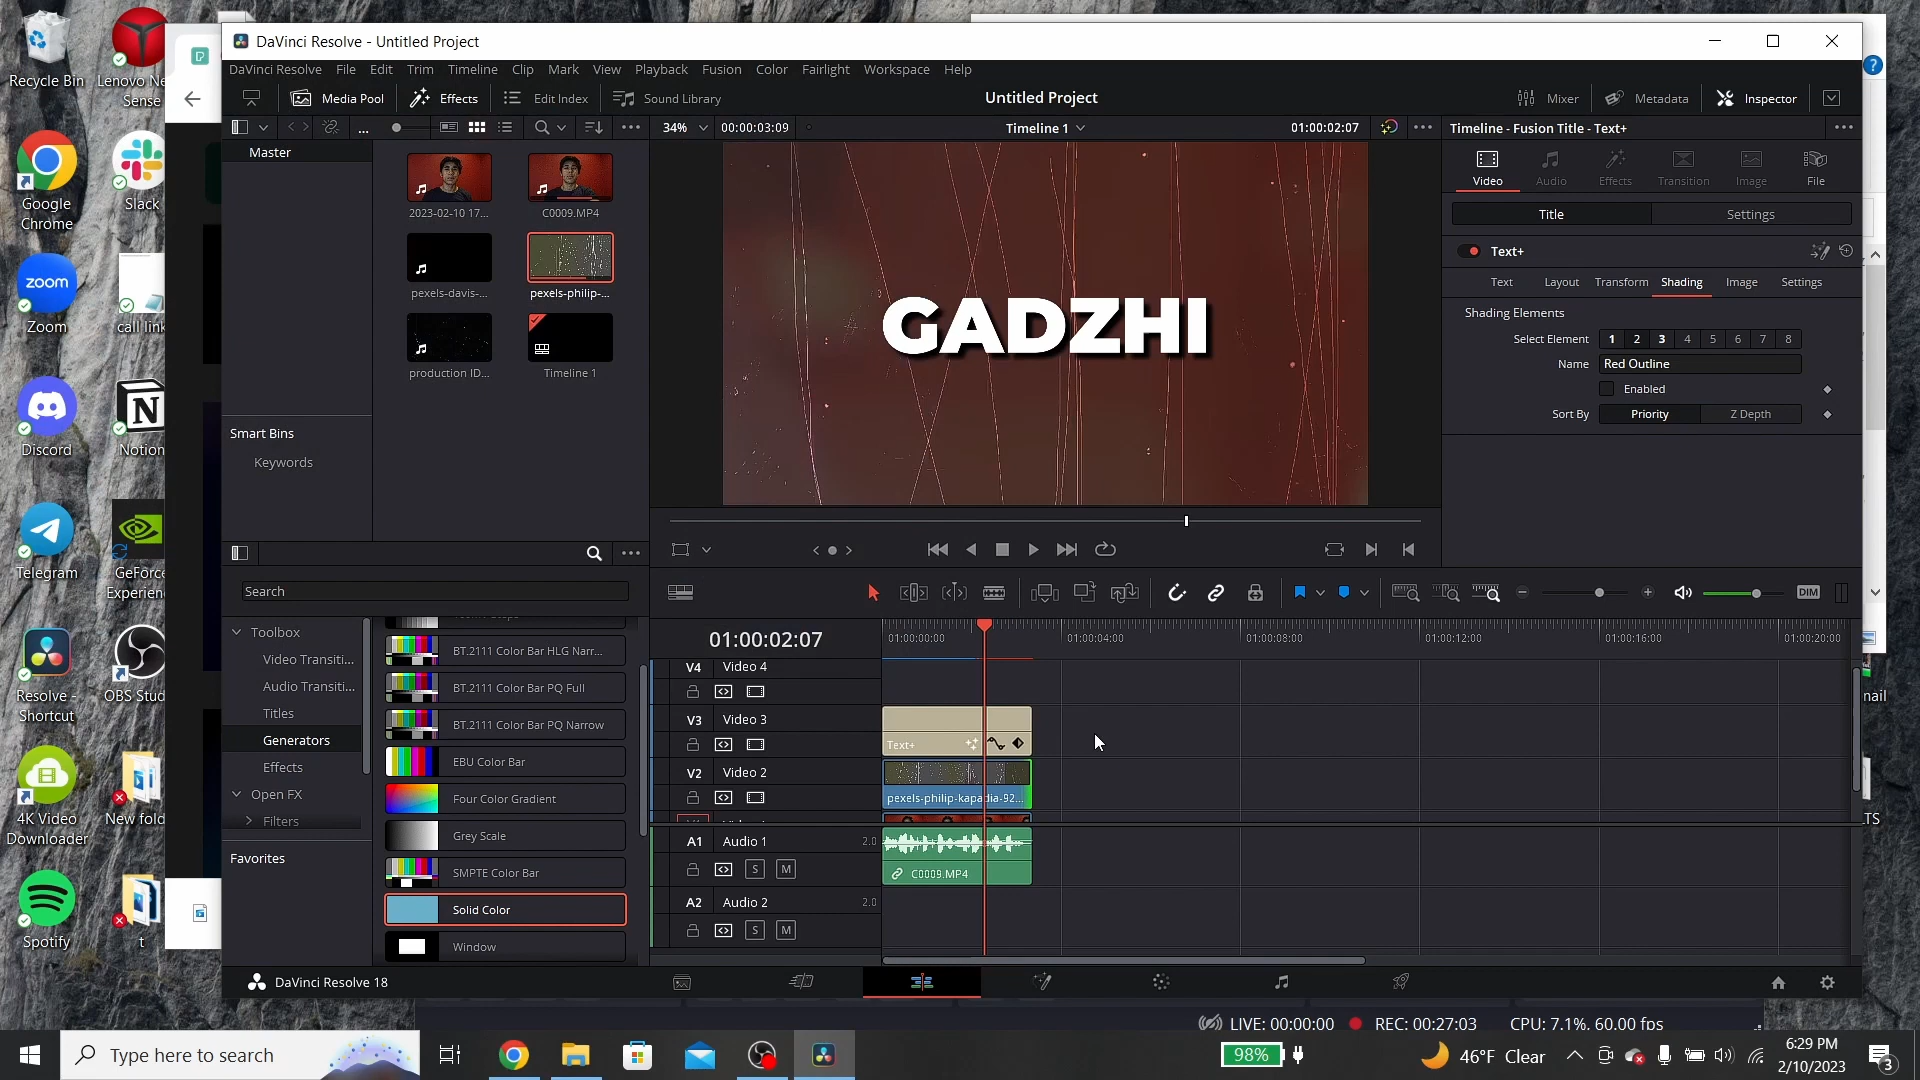 Recycle Bin
Lenovo Ne
Sense
Google
Chrome
Slack
Zoom
call link
Discord
Notion
Telegram
GeForce
Experien
Resolve -
Shortcut
OBS Stud
4K Video
Downloader
New fold
Spotify
t
DaVinci Resolve - Untitled Project
DaVinci Resolve File Edit Trim Timeline Clip Mark View Playback Fusion Color Fairlight Workspace Help
Media Pool Effects Edit Index Sound Library Untitled Project Mixer Metadata Inspector
34% 00:00:03:09 Timeline 1 01:00:02:07 Timeline - Fusion Title - Text+
Master
2023-02-10 17... C0009.MP4
pexels-davis-... pexels-philip-...
production ID... Timeline 1
Smart Bins
Keywords
GADZHI
Video Audio Effects Transition Image File
Title Settings
Text+
Text Layout Transform Shading Image Settings
Shading Elements
Select Element 1 2 3 4 5 6 7 8
Name Red Outline
Enabled
Sort By Priority Z Depth
Search
Toolbox
Video Transiti...
Audio Transiti...
Titles
Generators
Effects
Open FX
Filters
Favorites
BT.2111 Color Bar HLG Narr...
BT.2111 Color Bar PQ Full
BT.2111 Color Bar PQ Narrow
EBU Color Bar
Four Color Gradient
Grey Scale
SMPTE Color Bar
Solid Color
Window
DIM
01:00:02:07
01:00:00:00 01:00:04:00 01:00:08:00 01:00:12:00 01:00:16:00 01:00:20:00
V4 Video 4
V3 Video 3
Text+
V2 Video 2
pexels-philip-kapadia-92...
A1 Audio 1 2.0
S M
C0009.MP4
A2 Audio 2 2.0
S M
DaVinci Resolve 18
nail
LTS
LIVE: 00:00:00 REC: 00:27:03 CPU: 7.1%, 60.00 fps
Type here to search
98%
46°F Clear
6:29 PM
2/10/2023
3